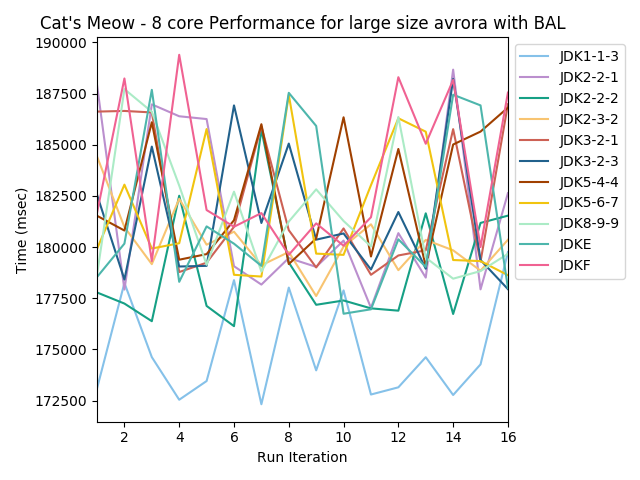 Cat's Meow - 8 core Performance for large size avrora with BAL
190000
187500
185000
182500
180000
177500
175000
172500
Time (msec)
2 4 6 8 10 12 14 16
Run Iteration
JDK1-1-3
JDK2-2-1
JDK2-2-2
JDK2-3-2
JDK3-2-1
JDK3-2-3
JDK5-4-4
JDK5-6-7
JDK8-9-9
JDKE
JDKF